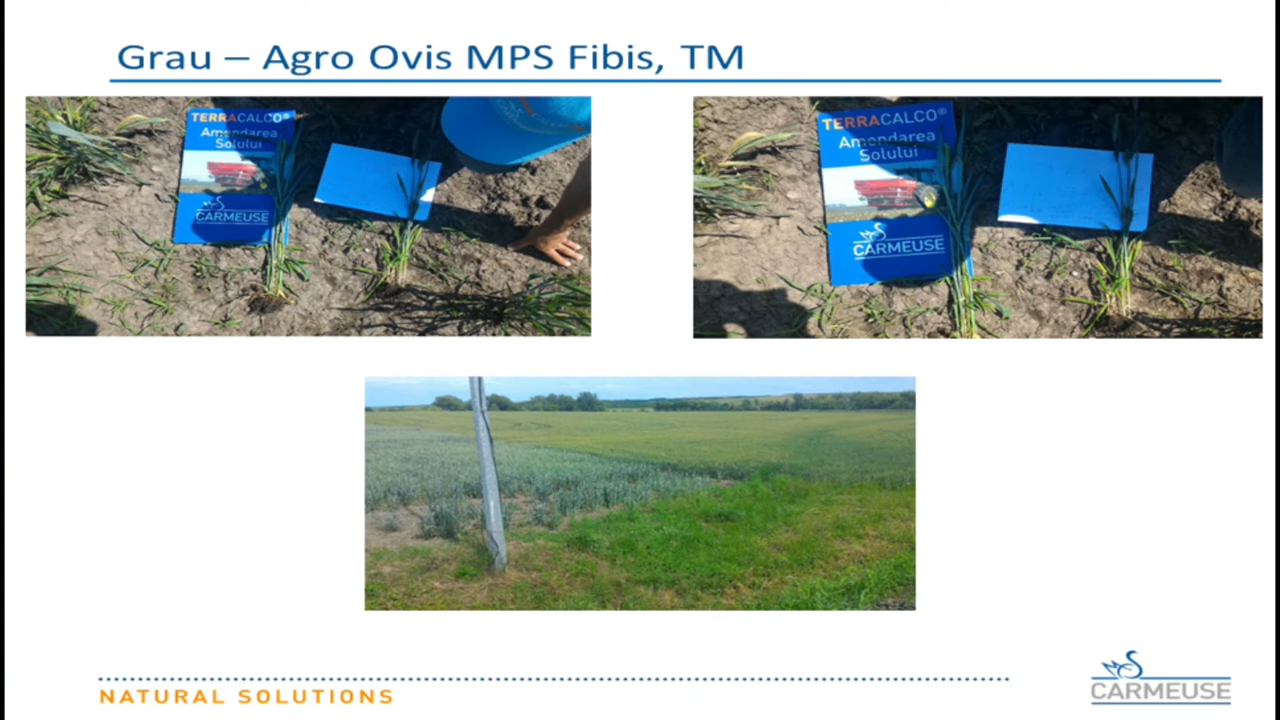 Grau – Agro Ovis MPS Fibis, TM
TERRACALCO®
Amendarea
Solului
CARMEUSE
TERRACALCO®
Amendarea
Solului
CARMEUSE
NATURAL SOLUTIONS
CARMEUSE